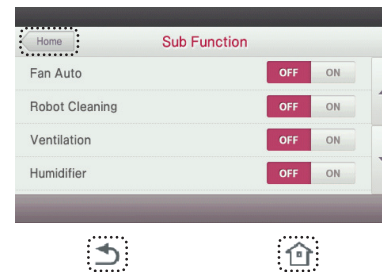 Home Sub Function
Fan Auto OFF ON
Robot Cleaning OFF ON
Ventilation OFF ON
Humidifier OFF ON